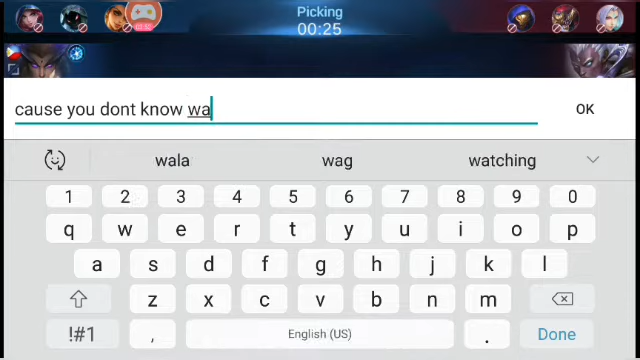 Picking
00:25
cause you dont know wa
OK
wala wag watching
1 2 3 4 5 6 7 8 9 0
q w e r t y u i o p
a s d f g h j k l
z x c v b n m
!#1 , English (US) . Done